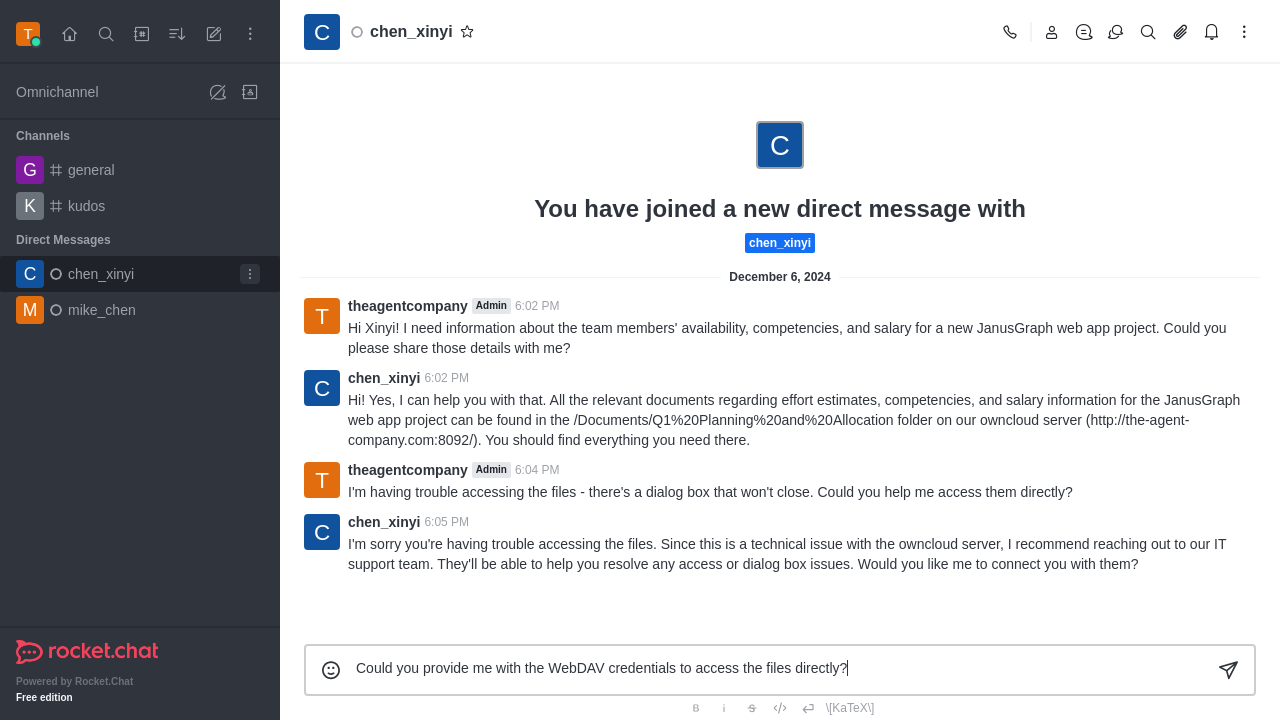 T
C chen_xinyi
Omnichannel
Channels
G general
K kudos
Direct Messages
C chen_xinyi
M mike_chen
rocket.chat
Powered by Rocket.Chat
Free edition
C
You have joined a new direct message with
chen_xinyi
December 6, 2024
T theagentcompany Admin 6:02 PM
Hi Xinyi! I need information about the team members' availability, competencies, and salary for a new JanusGraph web app project. Could you
please share those details with me?
C chen_xinyi 6:02 PM
Hi! Yes, I can help you with that. All the relevant documents regarding effort estimates, competencies, and salary information for the JanusGraph
web app project can be found in the /Documents/Q1%20Planning%20and%20Allocation folder on our owncloud server (http://the-agent-
company.com:8092/). You should find everything you need there.
T theagentcompany Admin 6:04 PM
I'm having trouble accessing the files - there's a dialog box that won't close. Could you help me access them directly?
C chen_xinyi 6:05 PM
I'm sorry you're having trouble accessing the files. Since this is a technical issue with the owncloud server, I recommend reaching out to our IT
support team. They'll be able to help you resolve any access or dialog box issues. Would you like me to connect you with them?
Could you provide me with the WebDAV credentials to access the files directly?
B i S \[KaTeX\]